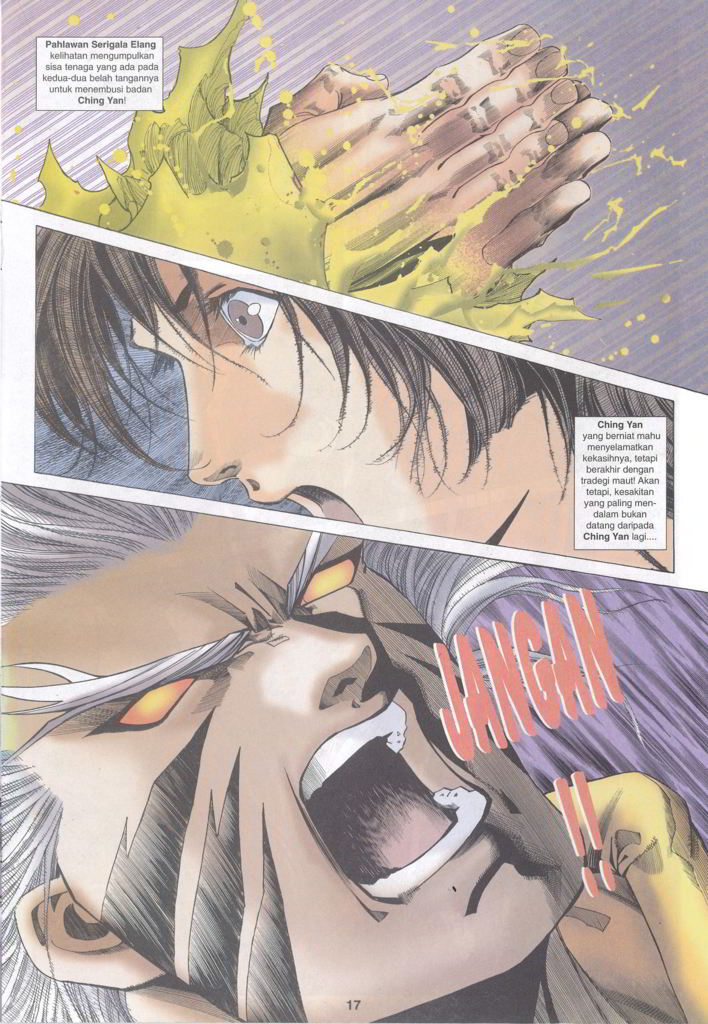 Pahlawan Serigala Elang
kelihatan mengumpulkan
sisa tenaga yang ada pada
kedua-dua belah tangannya
untuk menembusi badan
Ching Yan!
Ching Yan
yang berniat mahu
menyelamatkan
kekasihnya, tetapi
berakhir dengan
tradegi maut! Akan
tetapi, kesakitan
yang paling men-
dalam bukan
datang daripada
Ching Yan lagi....
JANGAN
!!
17